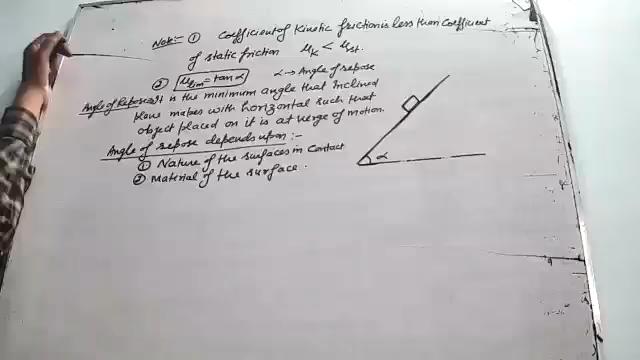 Note:- ① Coefficient of Kinetic friction is less than Coefficient
of static friction μk < μst.
② μlim = tanα α → Angle of repose
Angle of Repose:- It is the minimum angle that Inclined
plane makes with horizontal such that
object placed on it is at verge of motion.
Angle of repose depends upon :-
① Nature of the surfaces in Contact
② Material of the surface.
α